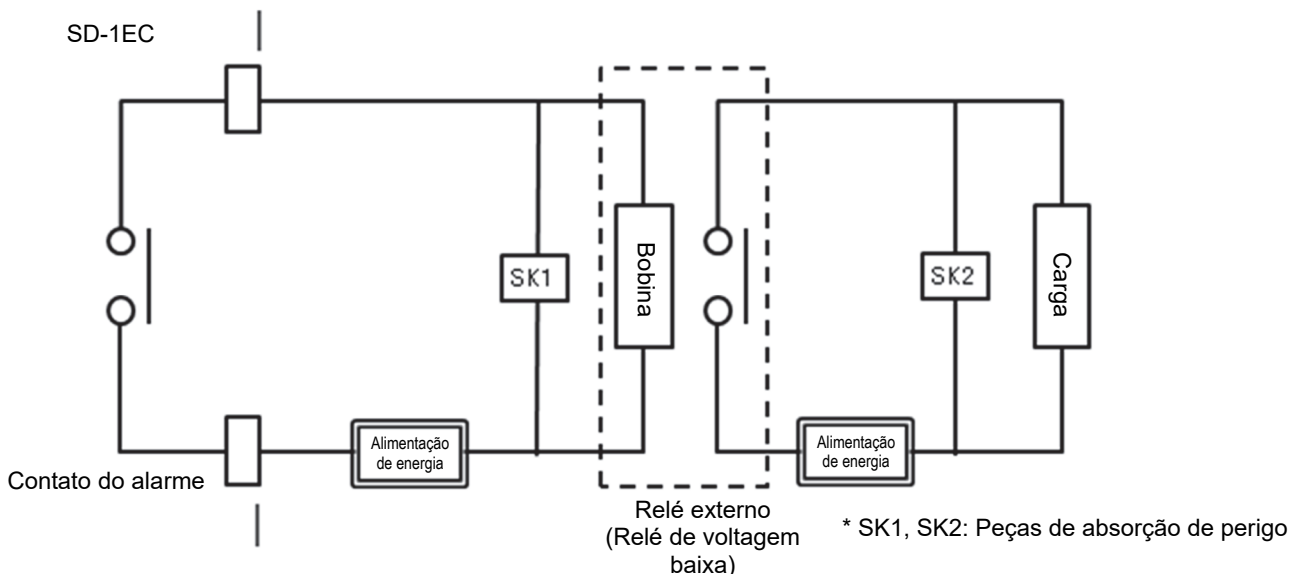 SD-1EC
SK1
Bobina
SK2
Carga
Alimentação
de energia
Alimentação
de energia
Contato do alarme
Relé externo
(Relé de voltagem
baixa)
* SK1, SK2: Peças de absorção de perigo